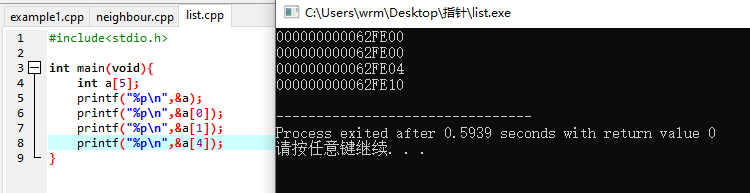 example1.cpp neighbour.cpp list.cpp
1 #include<stdio.h>
2
3 int main(void){
4 int a[5];
5 printf("%p\n",&a);
6 printf("%p\n",&a[0]);
7 printf("%p\n",&a[1]);
8 printf("%p\n",&a[4]);
9 }
C:\Users\wrm\Desktop\指针\list.exe
000000000062FE00
000000000062FE00
000000000062FE04
000000000062FE10
--------------------------------
Process exited after 0.5939 seconds with return value 0
请按任意键继续. . .